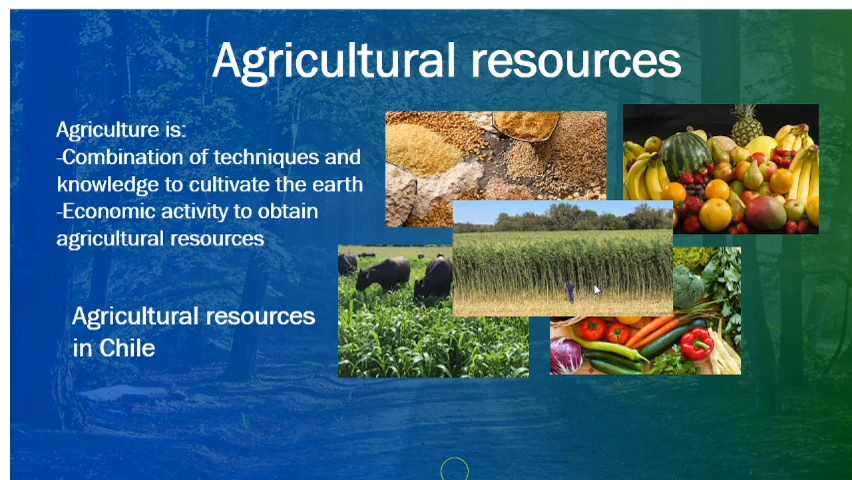 Agricultural resources
Agriculture is:
-Combination of techniques and
knowledge to cultivate the earth
-Economic activity to obtain
agricultural resources
Agricultural resources
in Chile